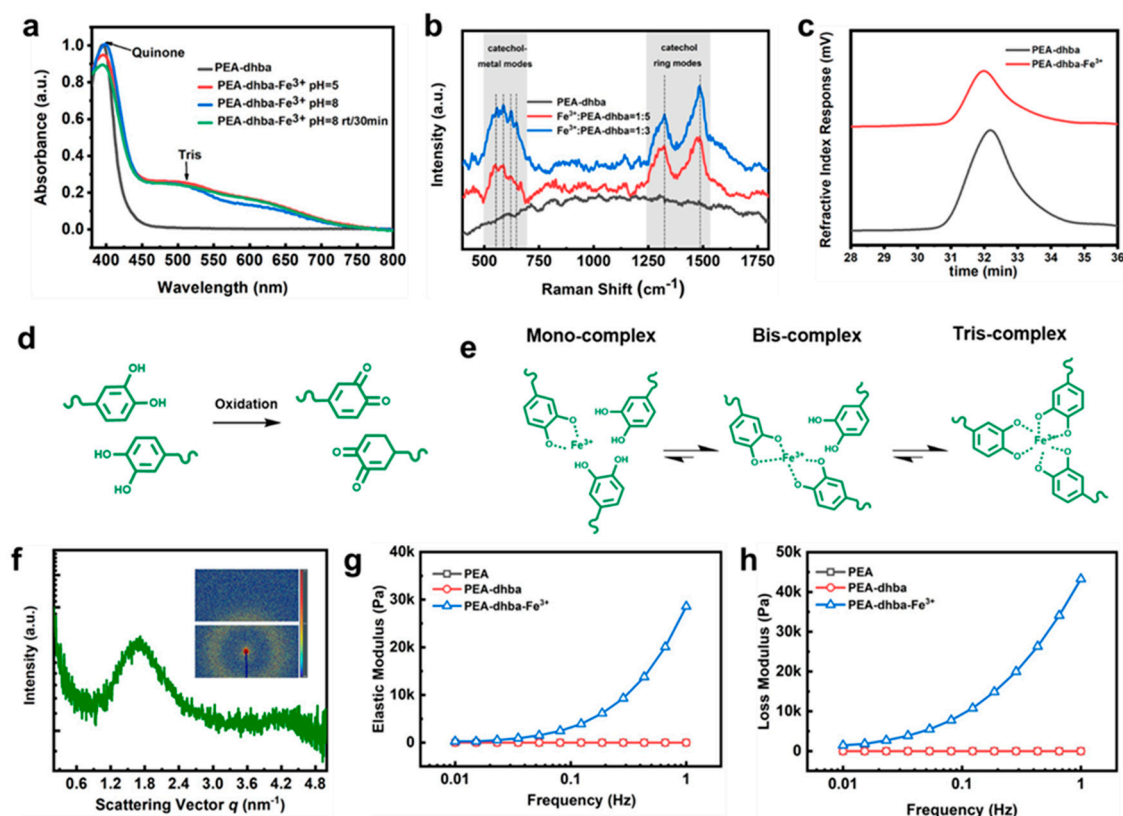 a
Absorbance (a.u.)
1.0
0.8
0.6
0.4
0.2
0.0
Quinone
PEA-dhba
PEA-dhba-Fe³⁺ pH=5
PEA-dhba-Fe³⁺ pH=8
PEA-dhba-Fe³⁺ pH=8 rt/30min
Tris
400 450 500 550 600 650 700 750 800
Wavelength (nm)
b
Intensity (a.u.)
catechol-
metal modes
catechol
ring modes
PEA-dhba
Fe³⁺:PEA-dhba=1:5
Fe³⁺:PEA-dhba=1:3
500 750 1000 1250 1500 1750
Raman Shift (cm⁻¹)
c
Refractive Index Response (mV)
PEA-dhba
PEA-dhba-Fe³⁺
28 29 30 31 32 33 34 35 36
time (min)
d
OH
OH
HO
OH
Oxidation
O
O
O
O
e
Mono-complex
Bis-complex
Tris-complex
O
O
Fe³⁺
HO
HO
HO OH
O
O
Fe³⁺
O
O
HO
HO
O
O
Fe³⁺
O
O
O
O
f
Intensity (a.u.)
0.6 1.2 1.8 2.4 3.0 3.6 4.2 4.8
Scattering Vector q (nm⁻¹)
g
Elastic Modulus (Pa)
40k
30k
20k
10k
0
PEA
PEA-dhba
PEA-dhba-Fe³⁺
0.01 0.1 1
Frequency (Hz)
h
Loss Modulus (Pa)
50k
40k
30k
20k
10k
0
PEA
PEA-dhba
PEA-dhba-Fe³⁺
0.01 0.1 1
Frequency (Hz)